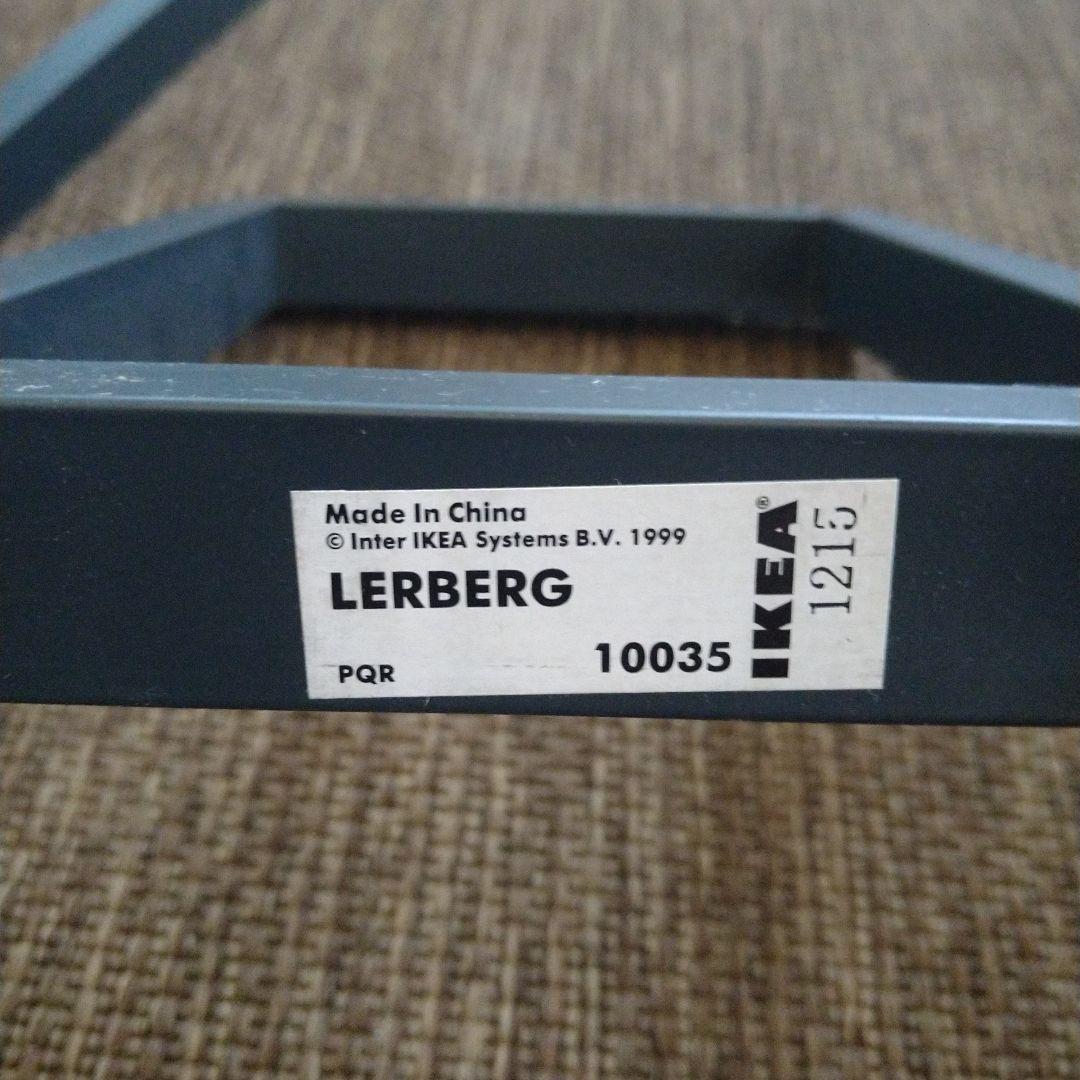 Made In China
© Inter IKEA Systems B.V. 1999
LERBERG
PQR
10035
IKEA®
1215